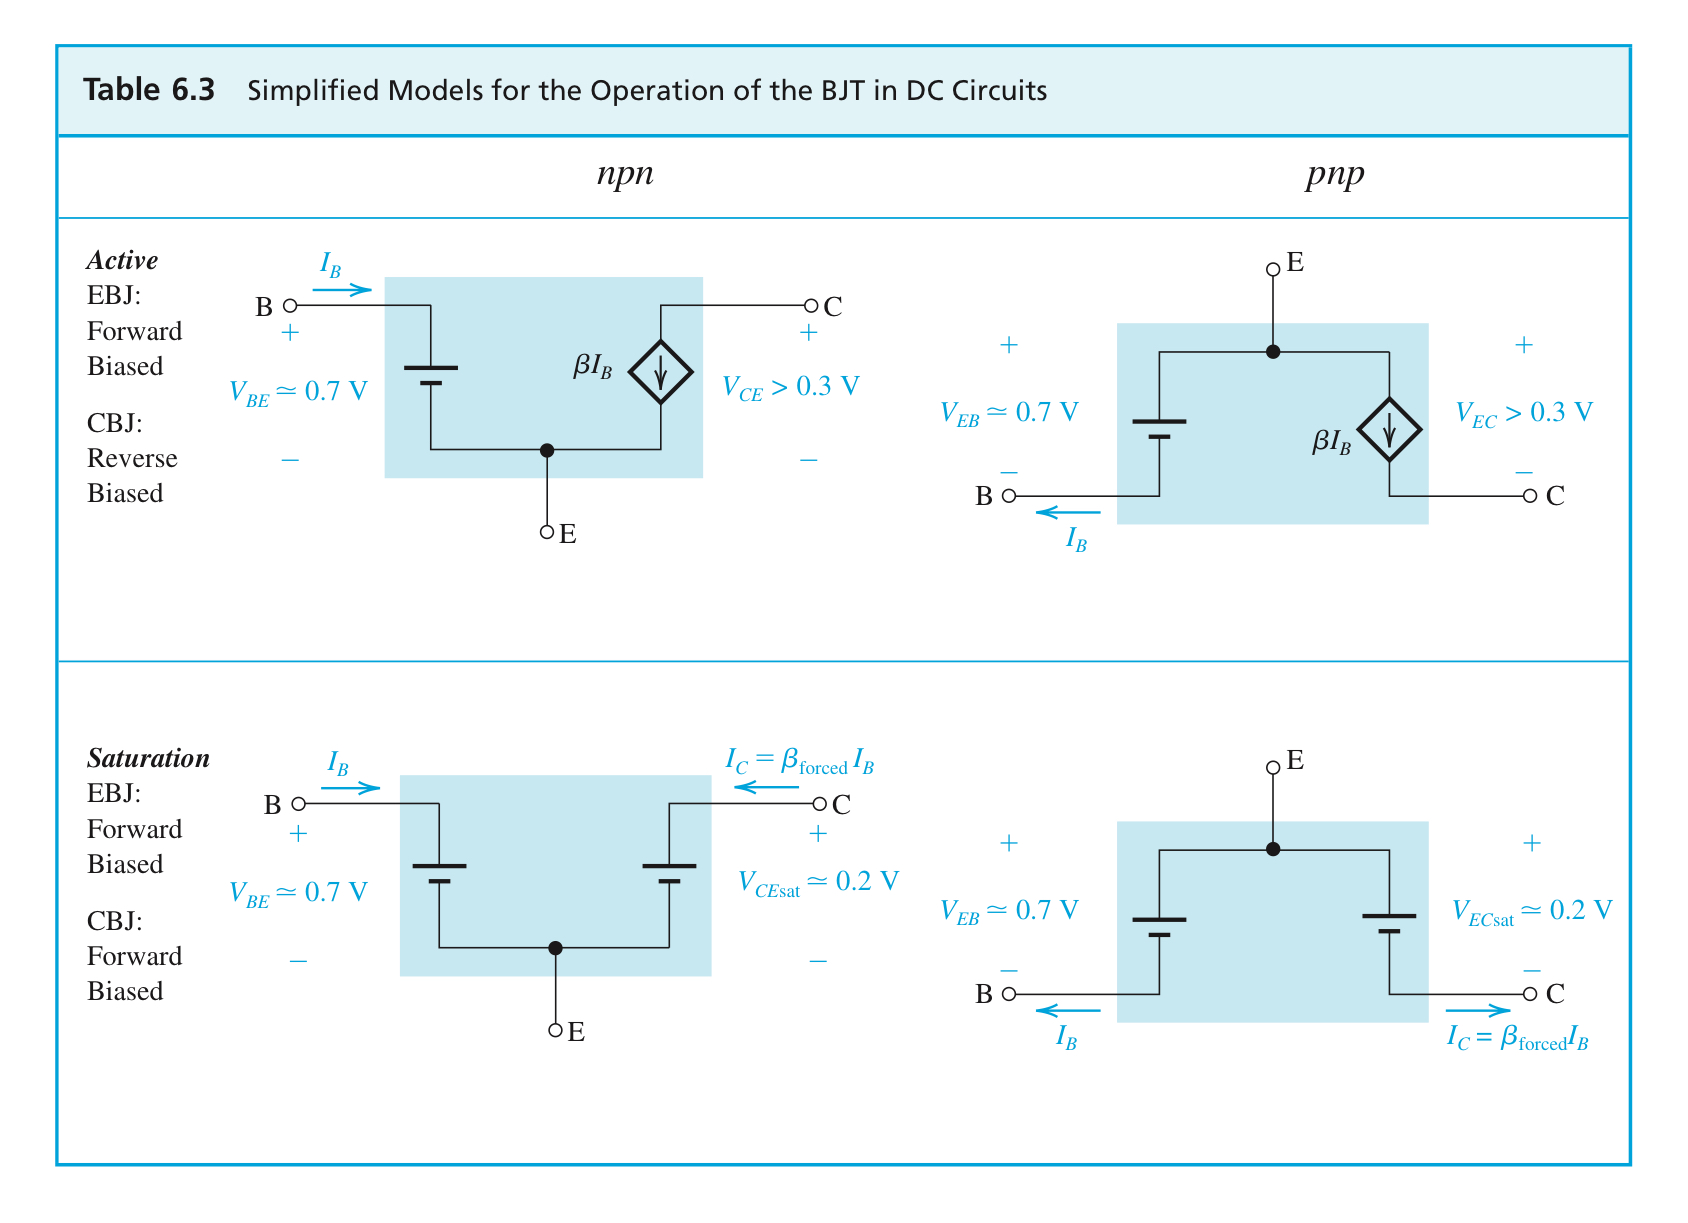 Table 6.3 Simplified Models for the Operation of the BJT in DC Circuits
npn pnp
Active
EBJ:
Forward
Biased
CBJ:
Reverse
Biased
I_B
B
+
V_BE ≃ 0.7 V
−
βI_B
C
+
V_CE > 0.3 V
−
E
E
+
V_EB ≃ 0.7 V
−
B
I_B
βI_B
+
V_EC > 0.3 V
−
C
Saturation
EBJ:
Forward
Biased
CBJ:
Forward
Biased
I_B
B
+
V_BE ≃ 0.7 V
−
I_C = β_forced I_B
C
+
V_CEsat ≃ 0.2 V
−
E
E
+
V_EB ≃ 0.7 V
−
B
I_B
+
V_ECsat ≃ 0.2 V
−
C
I_C = β_forced I_B